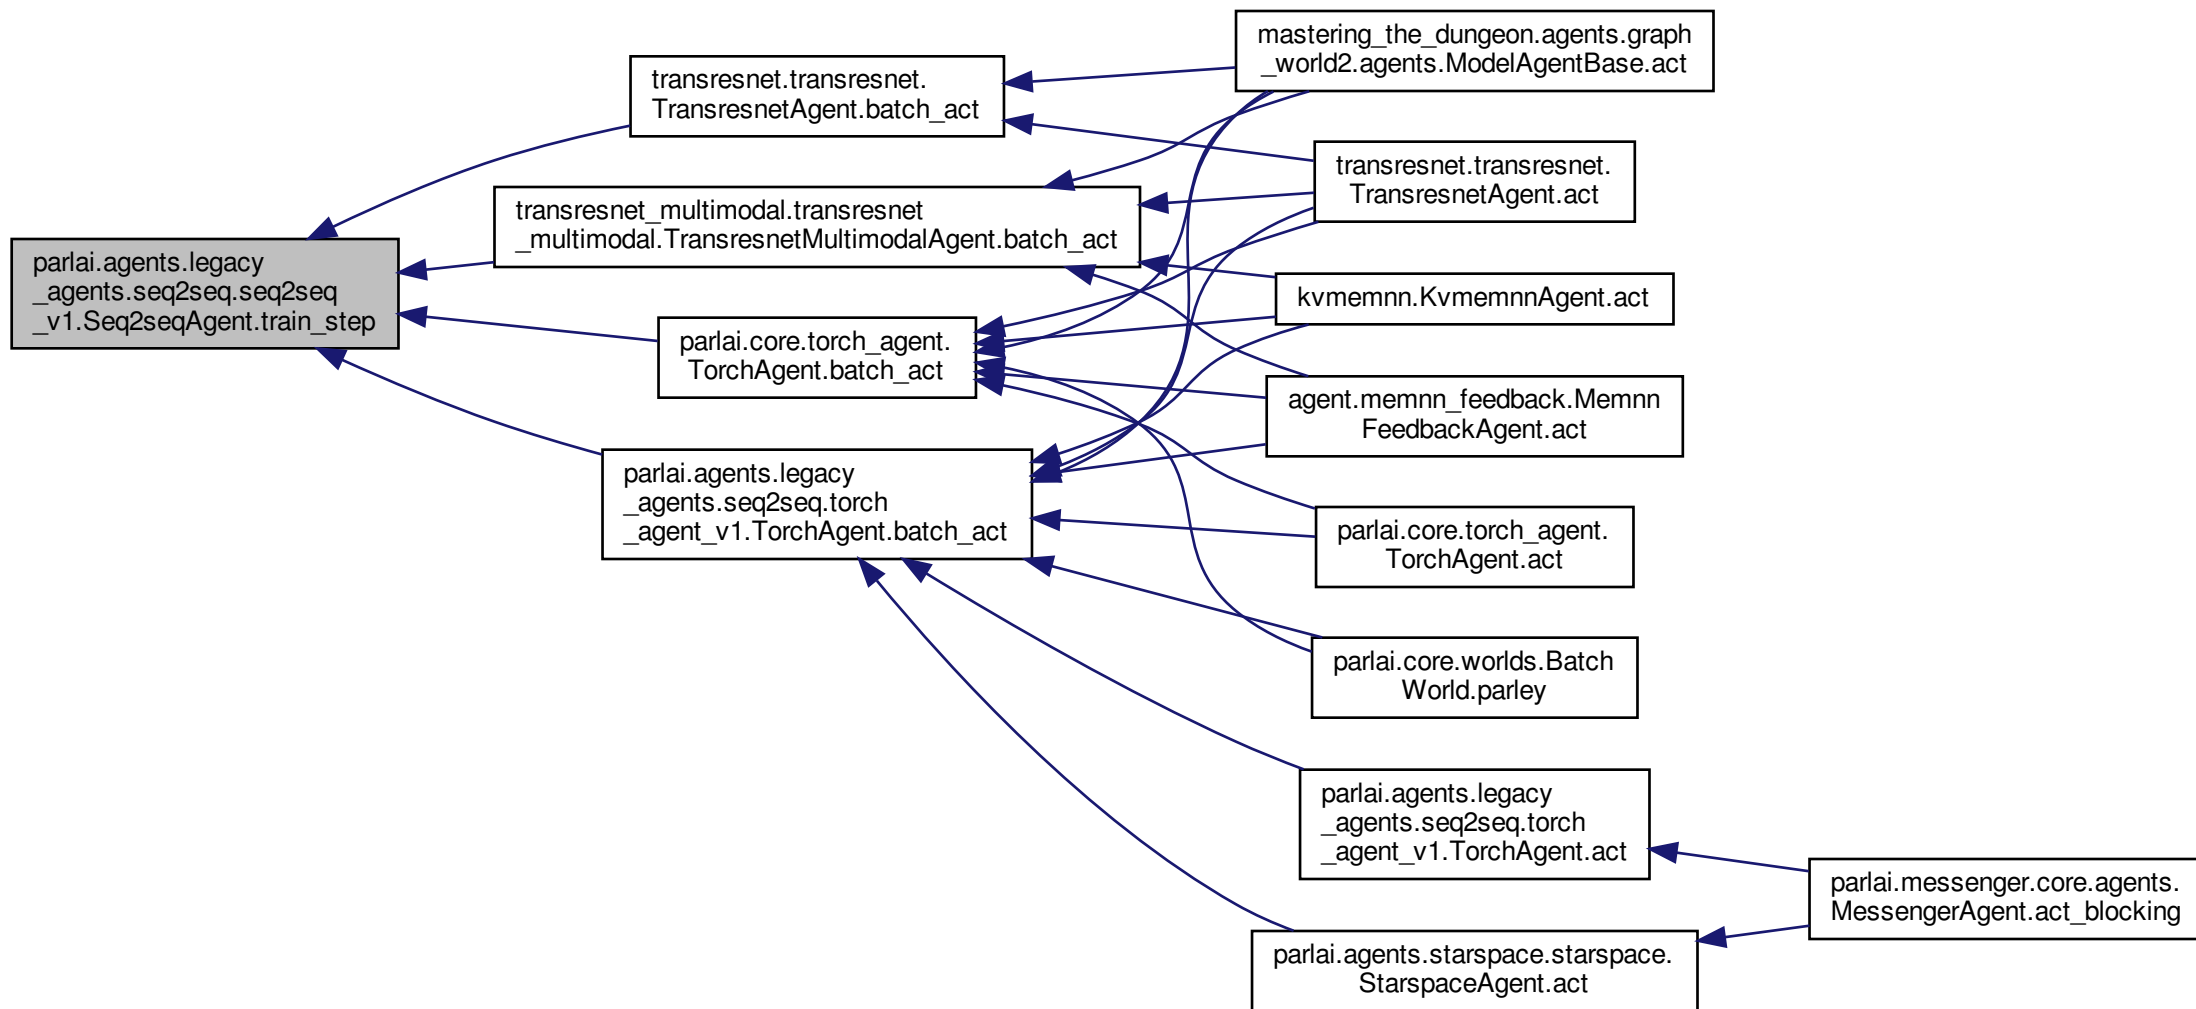 parlai.agents.legacy
_agents.seq2seq.seq2seq
_v1.Seq2seqAgent.train_step
transresnet.transresnet.
TransresnetAgent.batch_act
transresnet_multimodal.transresnet
_multimodal.TransresnetMultimodalAgent.batch_act
parlai.core.torch_agent.
TorchAgent.batch_act
parlai.agents.legacy
_agents.seq2seq.torch
_agent_v1.TorchAgent.batch_act
mastering_the_dungeon.agents.graph
_world2.agents.ModelAgentBase.act
transresnet.transresnet.
TransresnetAgent.act
kvmemnn.KvmemnnAgent.act
agent.memnn_feedback.Memnn
FeedbackAgent.act
parlai.core.torch_agent.
TorchAgent.act
parlai.core.worlds.Batch
World.parley
parlai.agents.legacy
_agents.seq2seq.torch
_agent_v1.TorchAgent.act
parlai.agents.starspace.starspace.
StarspaceAgent.act
parlai.messenger.core.agents.
MessengerAgent.act_blocking